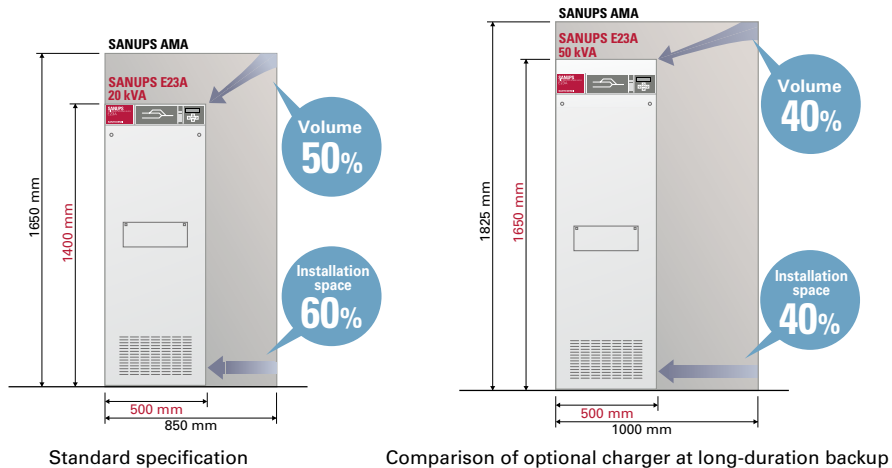 SANUPS AMA
SANUPS E23A
20 kVA
SANUPS
Volume
50%
1650 mm
1400 mm
Installation
space
60%
500 mm
850 mm
Standard specification
SANUPS AMA
SANUPS E23A
50 kVA
SANUPS
Volume
40%
1825 mm
1650 mm
Installation
space
40%
500 mm
1000 mm
Comparison of optional charger at long-duration backup